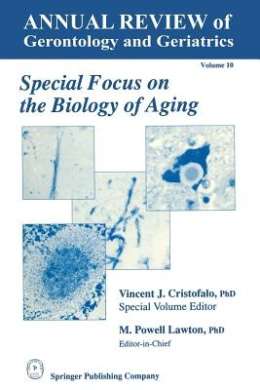 ANNUAL REVIEW of
Gerontology and Geriatrics
Volume 10
Special Focus on
the Biology of Aging
Vincent J. Cristofalo, PhD
Special Volume Editor
M. Powell Lawton, PhD
Editor-in-Chief
Springer Publishing Company